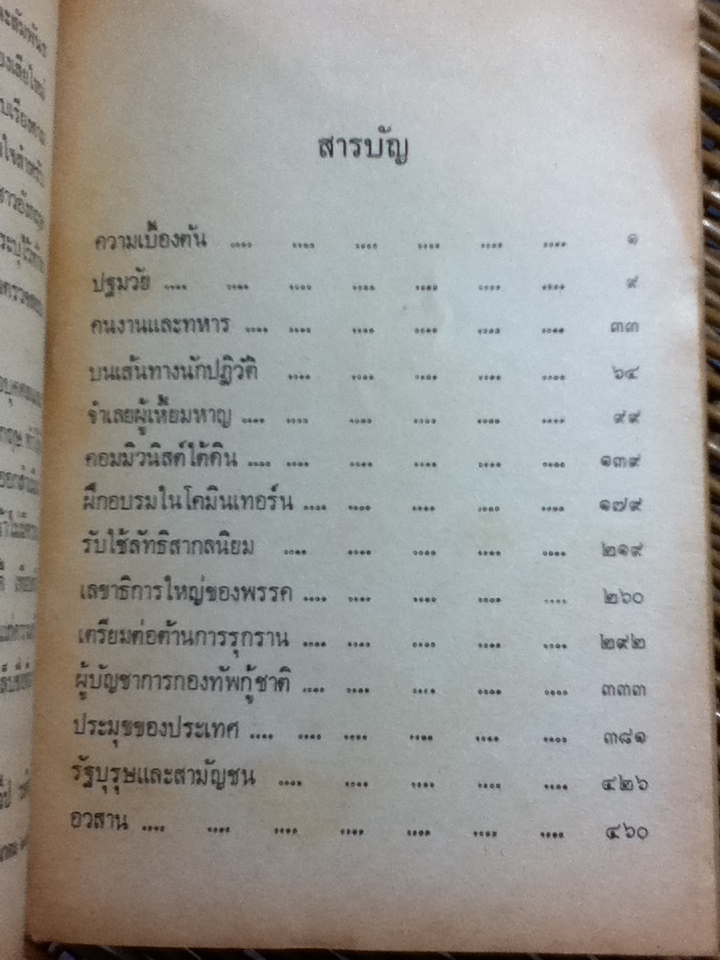 สารบัญ
ความเบื้องต้น .... .... .... .... .... .... ๑
ปฐมวัย .... .... .... .... .... .... .... ๙
คนงานและทหาร .... .... .... .... .... .... ๓๓
บนเส้นทางนักปฏิวัติ .... .... .... .... .... ๖๔
จำเลยผู้เหี้ยมหาญ .... .... .... .... .... .... ๙๙
คอมมิวนิสต์ใต้ดิน .... .... .... .... .... .... ๑๓๙
ฝึกอบรมในโคมินเทอร์น .... .... .... .... .... ๑๗๙
รับใช้ลัทธิสากลนิยม .... .... .... .... .... ๒๑๙
เลขาธิการใหญ่ของพรรค .... .... .... .... .... ๒๖๐
เตรียมต่อต้านการรุกราน .... .... .... .... .... ๒๙๒
ผู้บัญชาการกองทัพกู้ชาติ .... .... .... .... .... ๓๓๓
ประมุขของประเทศ .... .... .... .... .... .... ๓๘๑
รัฐบุรุษและสามัญชน .... .... .... .... .... ๔๒๖
อวสาน .... .... .... .... .... .... .... ๔๖๐